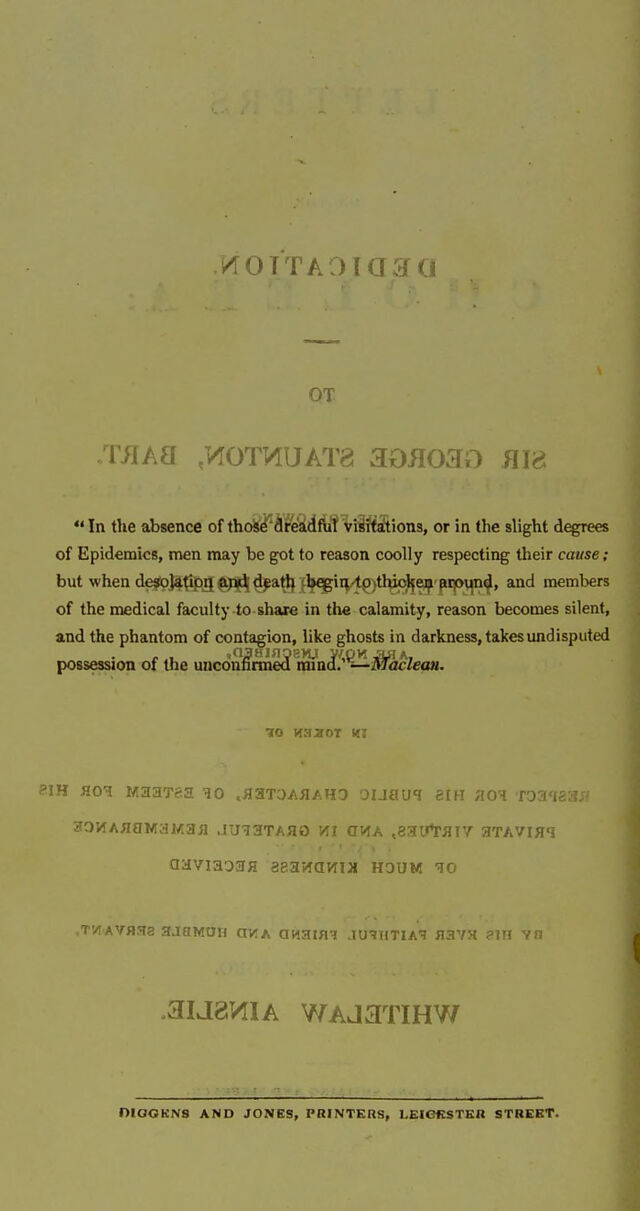 “ In the absence of those dreadful visitations, or in the slight degrees
of Epidemics, men may be got to reason coolly respecting their cause;
but when desolation and death begin to thicken around, and members
of the medical faculty to share in the calamity, reason becomes silent,
and the phantom of contagion, like ghosts in darkness, takes undisputed
possession of the unconfirmed mind.”—Maclean.
DIGGENS AND JONES, PRINTERS, LEICESTER STREET.